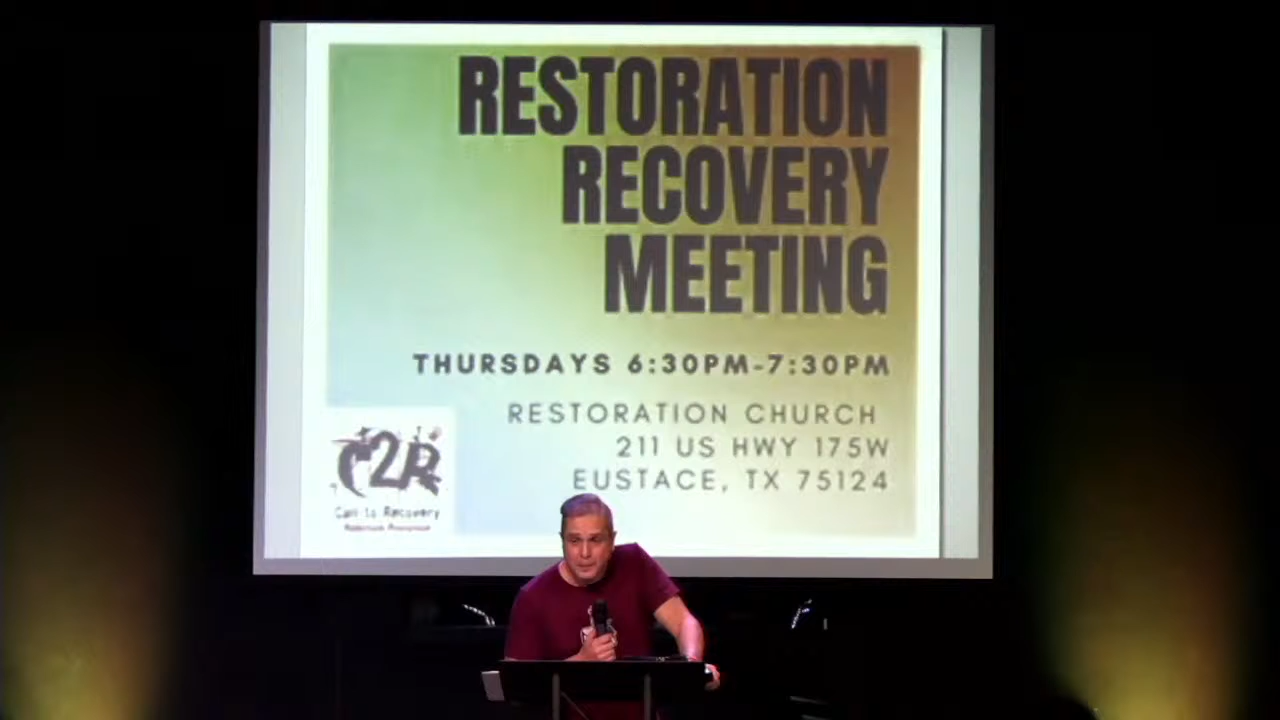 RESTORATION
RECOVERY
MEETING
THURSDAYS 6:30PM-7:30PM
RESTORATION CHURCH
211 US HWY 175W
EUSTACE, TX 75124
C2R
Call to Recovery